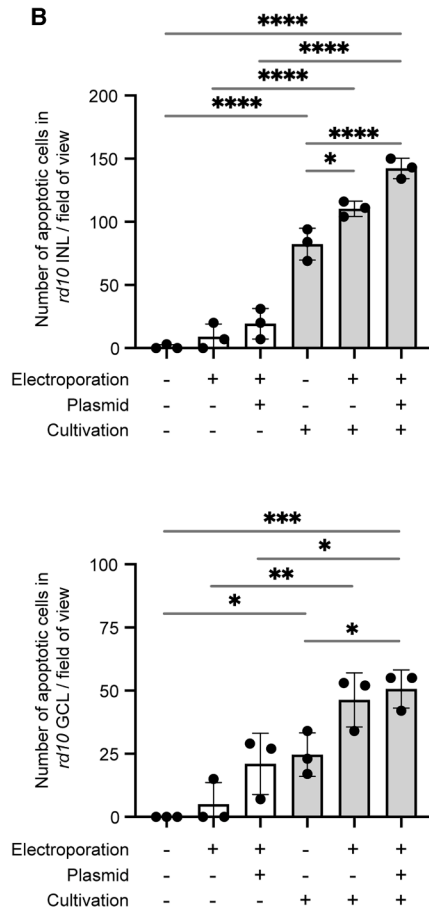 B
****
****
****
****
****
*
200
150
100
50
0
Number of apoptotic cells in
rd10 INL / field of view
Electroporation - + + - + +
Plasmid - - + - - +
Cultivation - - - + + +
***
*
**
*
*
100
75
50
25
0
Number of apoptotic cells in
rd10 GCL / field of view
Electroporation - + + - + +
Plasmid - - + - - +
Cultivation - - - + + +